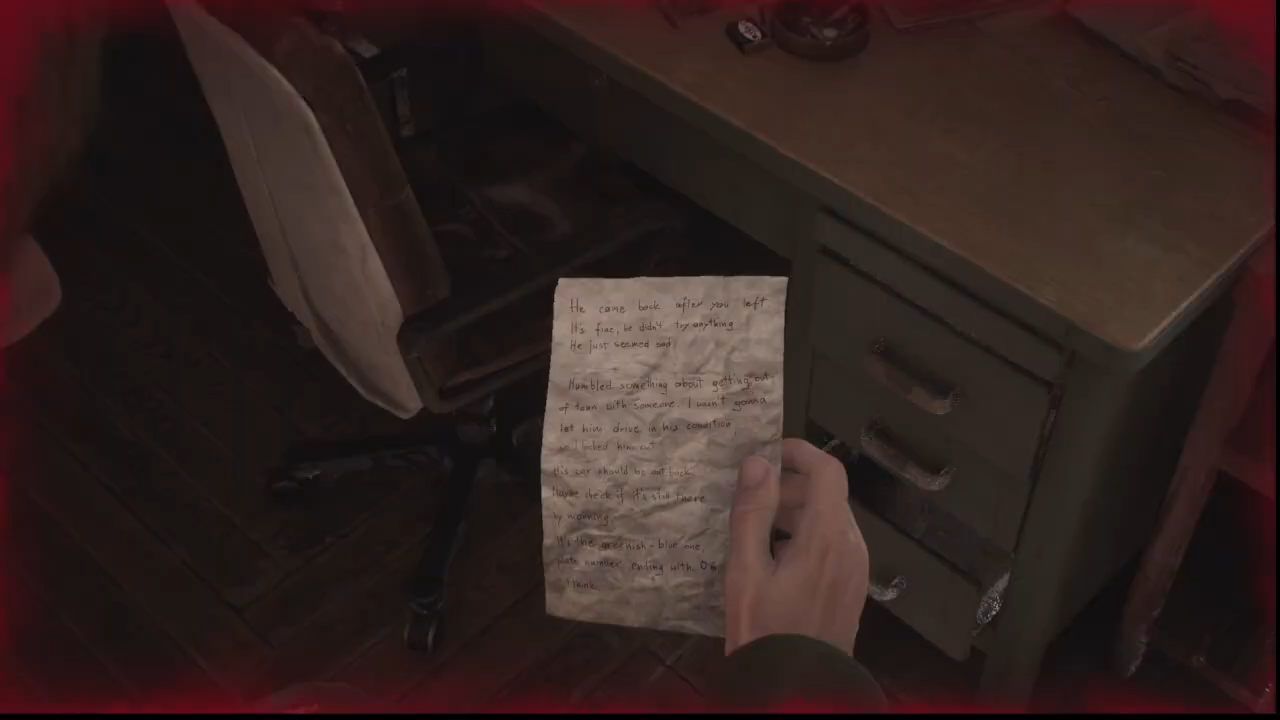 He came back after you left
It's fine, he didn't try anything
He just seemed sad.
Mumbled something about getting out
of town with someone. I wasn't gonna
let him drive in his condition,
so I locked him out.
His car should be out back.
Maybe check if it's still there
by morning.
It's the greenish-blue one,
plate number ending with 06
I think.